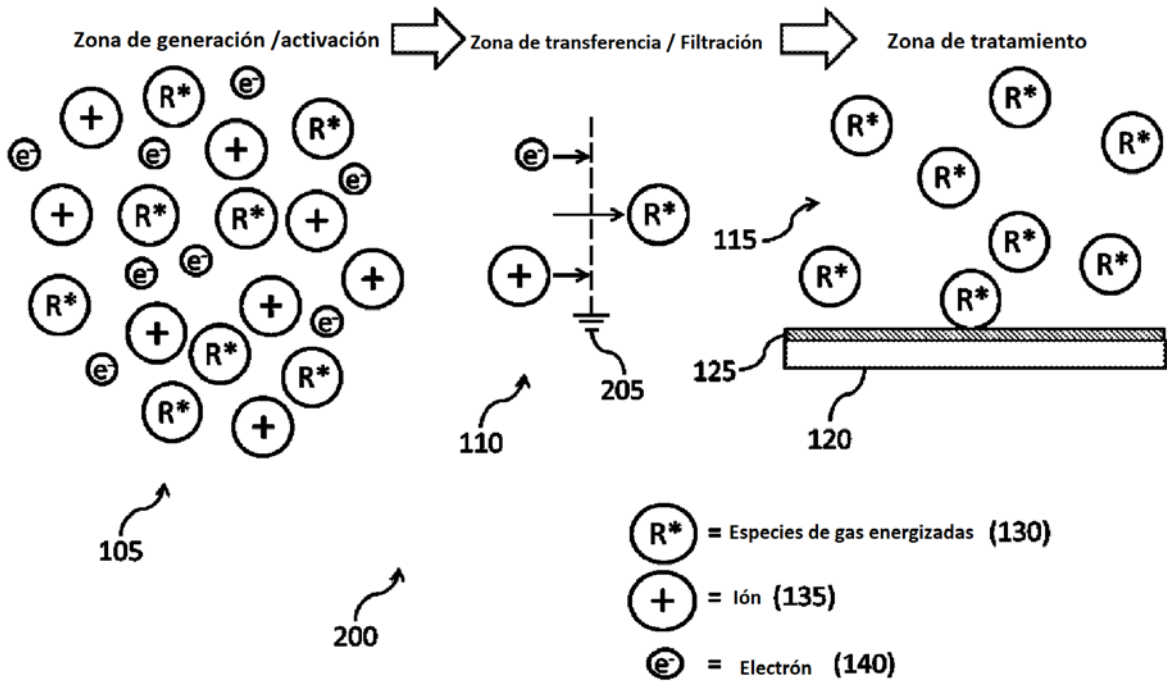 Zona de generación /activación
Zona de transferencia / Filtración
Zona de tratamiento
R* e⁻
+ R*
e⁻ e⁻ +
e⁻
+ R* R* +
e⁻ e⁻ +
R* +
+ e⁻
R*
e⁻ R*
R* +
e⁻
R*
+
R*
R* R*
R*
115
R*
R* R*
R*
125
205
110
120
105
200
R* = Especies de gas energizadas (130)
+ = Ión (135)
e⁻ = Electrón (140)